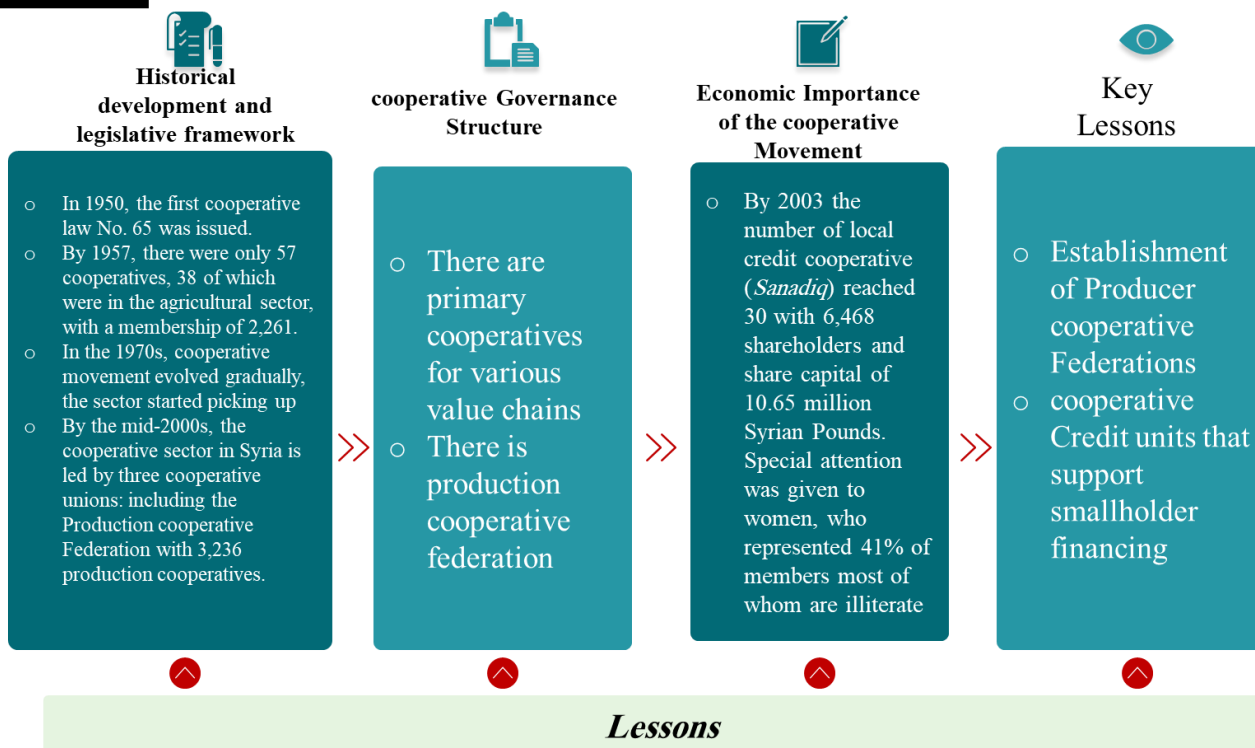 Historical
development and
legislative framework
o In 1950, the first cooperative
law No. 65 was issued.
o By 1957, there were only 57
cooperatives, 38 of which
were in the agricultural sector,
with a membership of 2,261.
o In the 1970s, cooperative
movement evolved gradually,
the sector started picking up
o By the mid-2000s, the
cooperative sector in Syria is
led by three cooperative
unions: including the
Production cooperative
Federation with 3,236
production cooperatives.
cooperative Governance
Structure
o There are
primary
cooperatives
for various
value chains
o There is
production
cooperative
federation
Economic Importance
of the cooperative
Movement
o By 2003 the
number of local
credit cooperative
(Sanadiq) reached
30 with 6,468
shareholders and
share capital of
10.65 million
Syrian Pounds.
Special attention
was given to
women, who
represented 41% of
members most of
whom are illiterate
Key
Lessons
o Establishment
of Producer
cooperative
Federations
o cooperative
Credit units that
support
smallholder
financing
Lessons